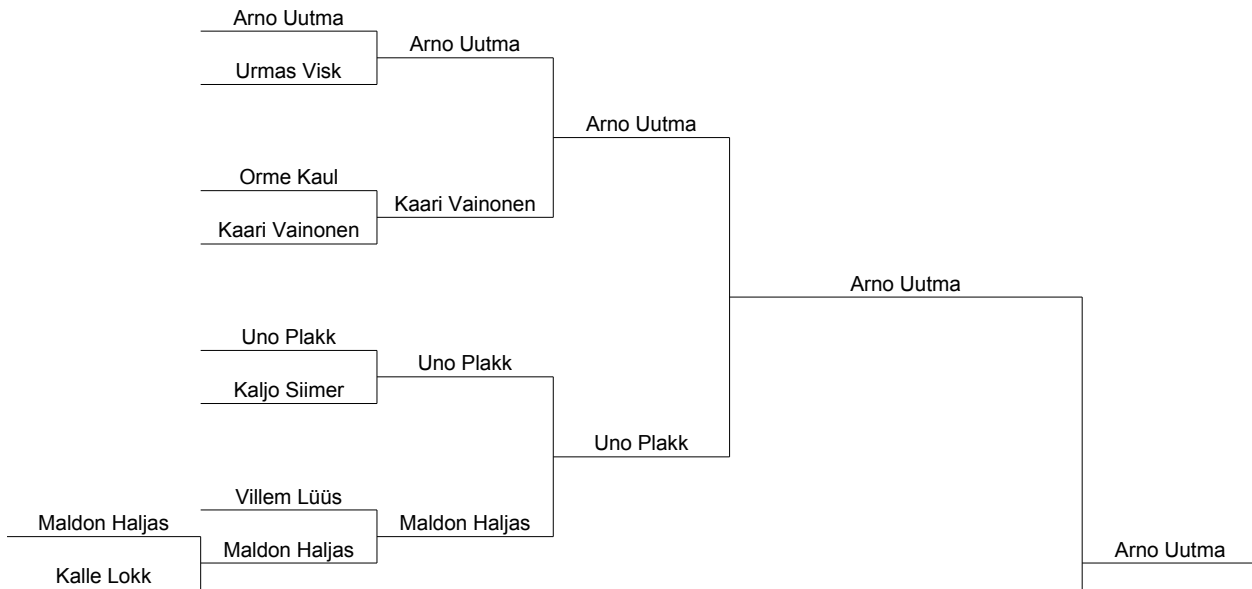 Arno Uutma
Arno Uutma
Urmas Visk
Arno Uutma
Orme Kaul
Kaari Vainonen
Kaari Vainonen
Arno Uutma
Uno Plakk
Uno Plakk
Kaljo Siimer
Uno Plakk
Villem Lüüs
Maldon Haljas
Maldon Haljas
Maldon Haljas
Arno Uutma
Kalle Lokk